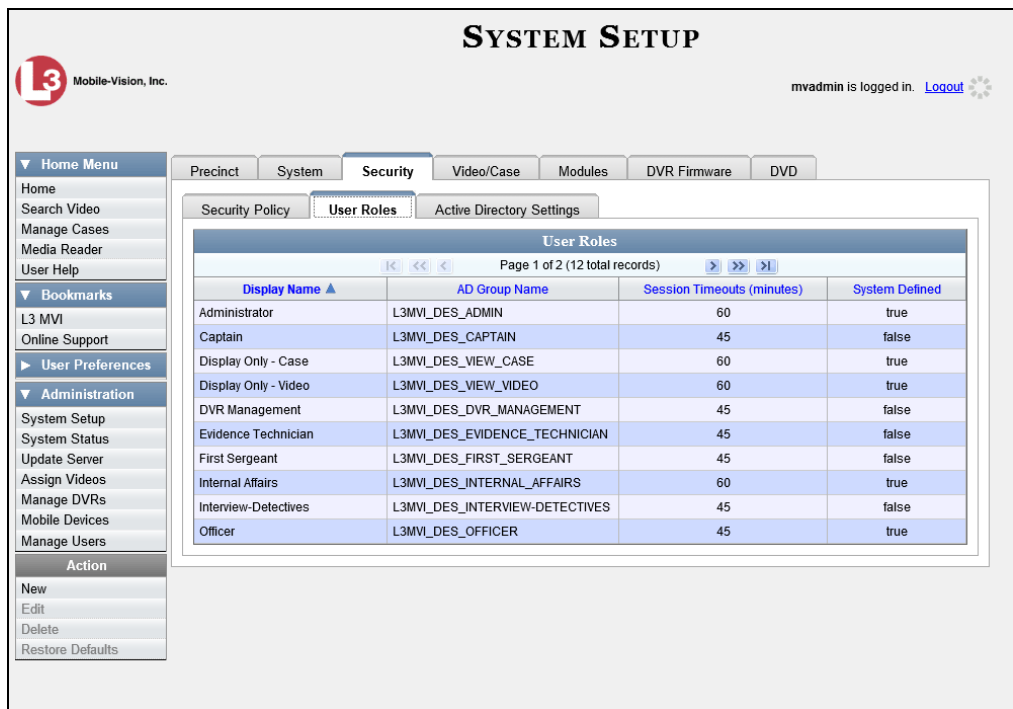 SYSTEM SETUP
L3 Mobile-Vision, Inc.
mvadmin is logged in. Logout
▼ Home Menu
Home
Search Video
Manage Cases
Media Reader
User Help
▼ Bookmarks
L3 MVI
Online Support
▶ User Preferences
▼ Administration
System Setup
System Status
Update Server
Assign Videos
Manage DVRs
Mobile Devices
Manage Users
Action
New
Edit
Delete
Restore Defaults
Precinct System Security Video/Case Modules DVR Firmware DVD
Security Policy User Roles Active Directory Settings
User Roles
Page 1 of 2 (12 total records)
Display Name ▲ AD Group Name Session Timeouts (minutes) System Defined
Administrator L3MVI_DES_ADMIN 60 true
Captain L3MVI_DES_CAPTAIN 45 false
Display Only - Case L3MVI_DES_VIEW_CASE 60 true
Display Only - Video L3MVI_DES_VIEW_VIDEO 60 true
DVR Management L3MVI_DES_DVR_MANAGEMENT 45 false
Evidence Technician L3MVI_DES_EVIDENCE_TECHNICIAN 45 false
First Sergeant L3MVI_DES_FIRST_SERGEANT 45 false
Internal Affairs L3MVI_DES_INTERNAL_AFFAIRS 60 true
Interview-Detectives L3MVI_DES_INTERVIEW-DETECTIVES 45 false
Officer L3MVI_DES_OFFICER 45 true